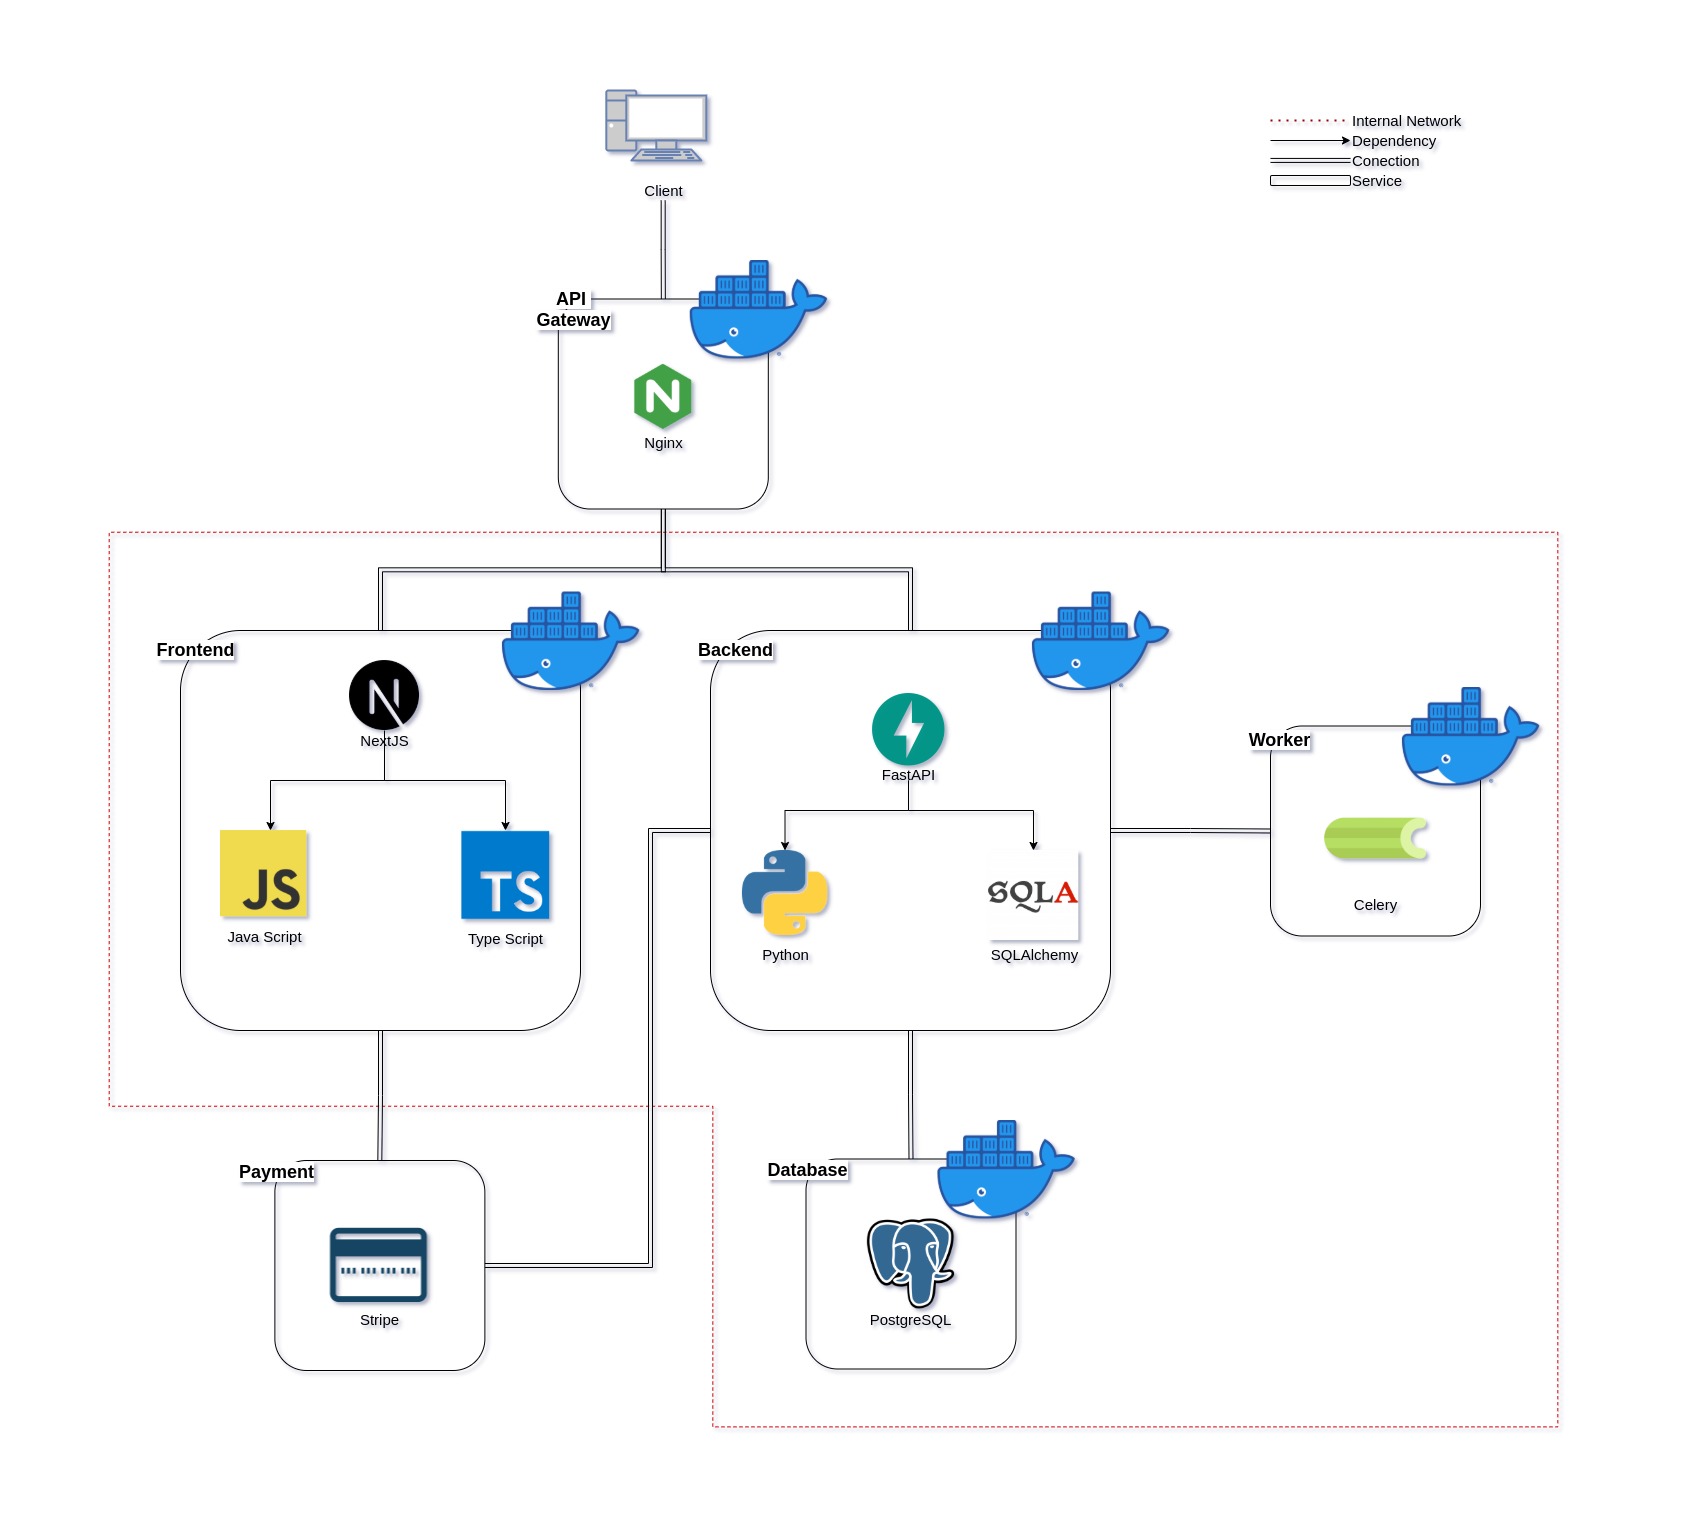 Client
Internal Network
Dependency
Conection
Service
API
Gateway
Nginx
Frontend
NextJS
JS
Java Script
TS
Type Script
Backend
FastAPI
Python
SQLA
SQLAlchemy
Worker
Celery
Payment
Stripe
Database
PostgreSQL